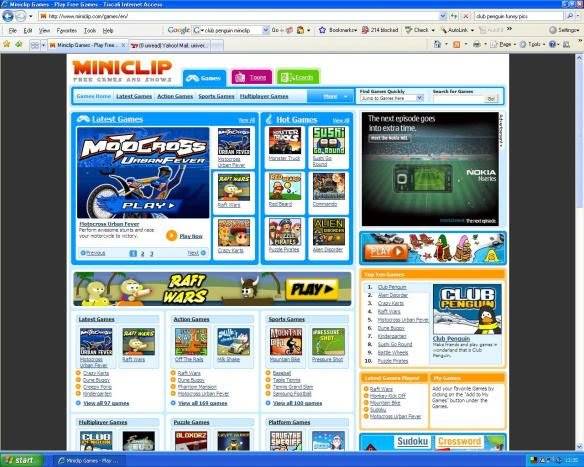 Miniclip Games - Play Free Games - Tiscali Internet Access
http://www.miniclip.com/games/en/
club penguin funny pics
File Edit View Favorites Tools Help
Google
club penguin miniclip
Go
Bookmarks
214 blocked
Check
AutoLink
Settings
Miniclip Games - Play Free...
(0 unread) Yahoo! Mail, univer...
Page
Tools
MINICLIP
FREE GAMES AND SHOWS
Games
Toons
Ecards
Games Home
Latest Games
Action Games
Sports Games
Multiplayer Games
More
Find Games Quickly
Jump to Games here
Search for Games
Go!
Latest Games
View All
MOTOCROSS
URBAN FEVER
PLAY
Motocross Urban Fever
Perform awesome stunts and race your motorcycle to victory.
Play Now
Previous
1 2 3
Next
Motocross Urban Fever
Raft Wars
Crazy Karts
Hot Games
View All
Monster Truck
Sushi Go Round
Red Beard
Commando
Puzzle Pirates
Alien Disorder
Advertisement
The next episode goes
into extra time.
NOKIA
Nseries
The next episode
PLAY
RAFT WARS
PLAY
Top Ten Games
1. Club Penguin
2. Alien Disorder
3. Crazy Karts
4. Raft Wars
5. Motocross Urban Fever
6. Dune Buggy
7. Kindergarten
8. Sushi Go Round
9. Battle Wheels
10. Puzzle Pirates
CLUB PENGUIN
Club Penguin
Make friends and play games in wonderland that is Club Penguin.
Latest Games
Motocross Urban Fever
Raft Wars
Crazy Karts
Dune Buggy
Creepy Pong
Kindergarten
View all 97 games
Action Games
Off The Rails
Milk Shake
Raft Wars
Dune Buggy
Phantom Mansion
Motocross Urban Fever
View all 169 games
Sports Games
Mountain Bike
Pressure Shot
Baseball
Table Tennis
Tennis Grand Slam
Samsung Football
View all 100 games
Latest Games Played
Raft Wars
Monkey Kick Off
Mountain Bike
Sudoku
Motocross Urban Fever
My Games
Add your favorite Games by clicking on the "Add to My Games" button under the Games.
Multiplayer Games
Puzzle Games
Platform Games
CLUB
BLOXORZ
Sudoku
Crossword
start
Miniclip Games - Play ...